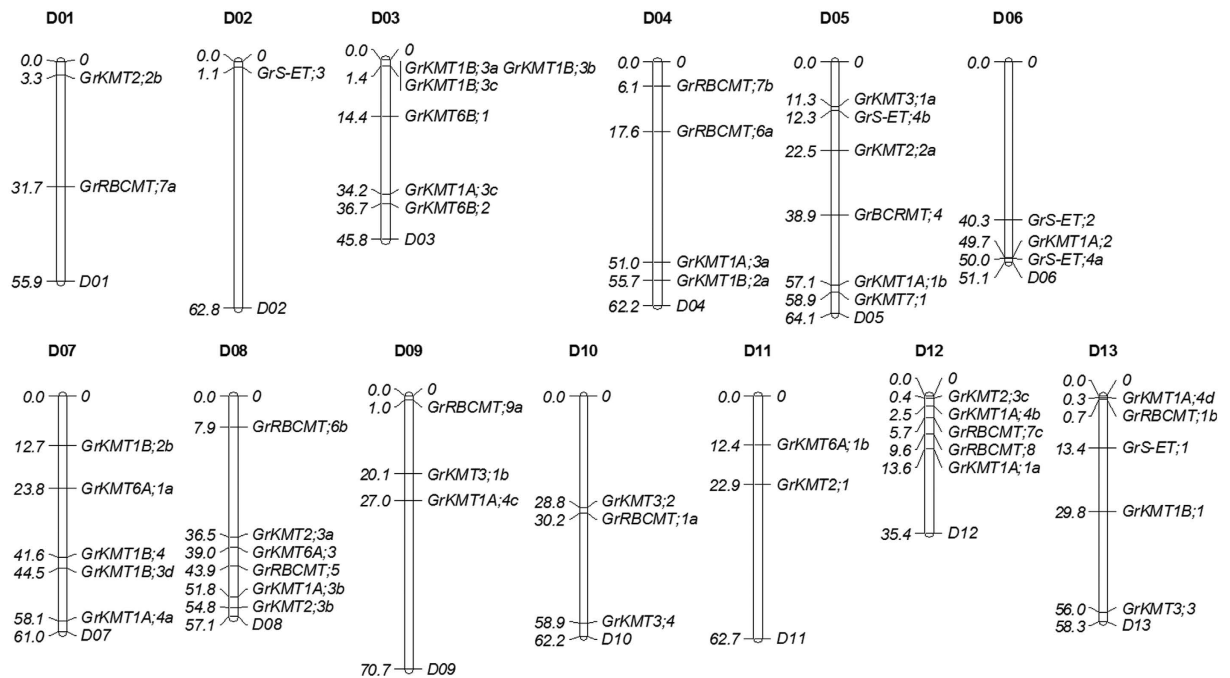 D01
0.0 0
3.3 GrKMT2;2b
31.7 GrRBCMT;7a
55.9 D01
D02
0.0 0
1.1 GrS-ET;3
62.8 D02
D03
0.0 0
1.4 GrKMT1B;3a GrKMT1B;3b
GrKMT1B;3c
14.4 GrKMT6B;1
34.2 GrKMT1A;3c
36.7 GrKMT6B;2
45.8 D03
D04
0.0 0
6.1 GrRBCMT;7b
17.6 GrRBCMT;6a
51.0 GrKMT1A;3a
55.7 GrKMT1B;2a
62.2 D04
D05
0.0 0
11.3 GrKMT3;1a
12.3 GrS-ET;4b
22.5 GrKMT2;2a
38.9 GrBCRMT;4
57.1 GrKMT1A;1b
58.9 GrKMT7;1
64.1 D05
D06
0.0 0
40.3 GrS-ET;2
49.7 GrKMT1A;2
50.0 GrS-ET;4a
51.1 D06
D07
0.0 0
12.7 GrKMT1B;2b
23.8 GrKMT6A;1a
41.6 GrKMT1B;4
44.5 GrKMT1B;3d
58.1 GrKMT1A;4a
61.0 D07
D08
0.0 0
7.9 GrRBCMT;6b
36.5 GrKMT2;3a
39.0 GrKMT6A;3
43.9 GrRBCMT;5
51.8 GrKMT1A;3b
54.8 GrKMT2;3b
57.1 D08
D09
0.0 0
1.0 GrRBCMT;9a
20.1 GrKMT3;1b
27.0 GrKMT1A;4c
70.7 D09
D10
0.0 0
28.8 GrKMT3;2
30.2 GrRBCMT;1a
58.9 GrKMT3;4
62.2 D10
D11
0.0 0
12.4 GrKMT6A;1b
22.9 GrKMT2;1
62.7 D11
D12
0.0 0
0.4 GrKMT2;3c
2.5 GrKMT1A;4b
5.7 GrRBCMT;7c
9.6 GrRBCMT;8
13.6 GrKMT1A;1a
35.4 D12
D13
0.0 0
0.3 GrKMT1A;4d
0.7 GrRBCMT;1b
13.4 GrS-ET;1
29.8 GrKMT1B;1
56.0 GrKMT3;3
58.3 D13